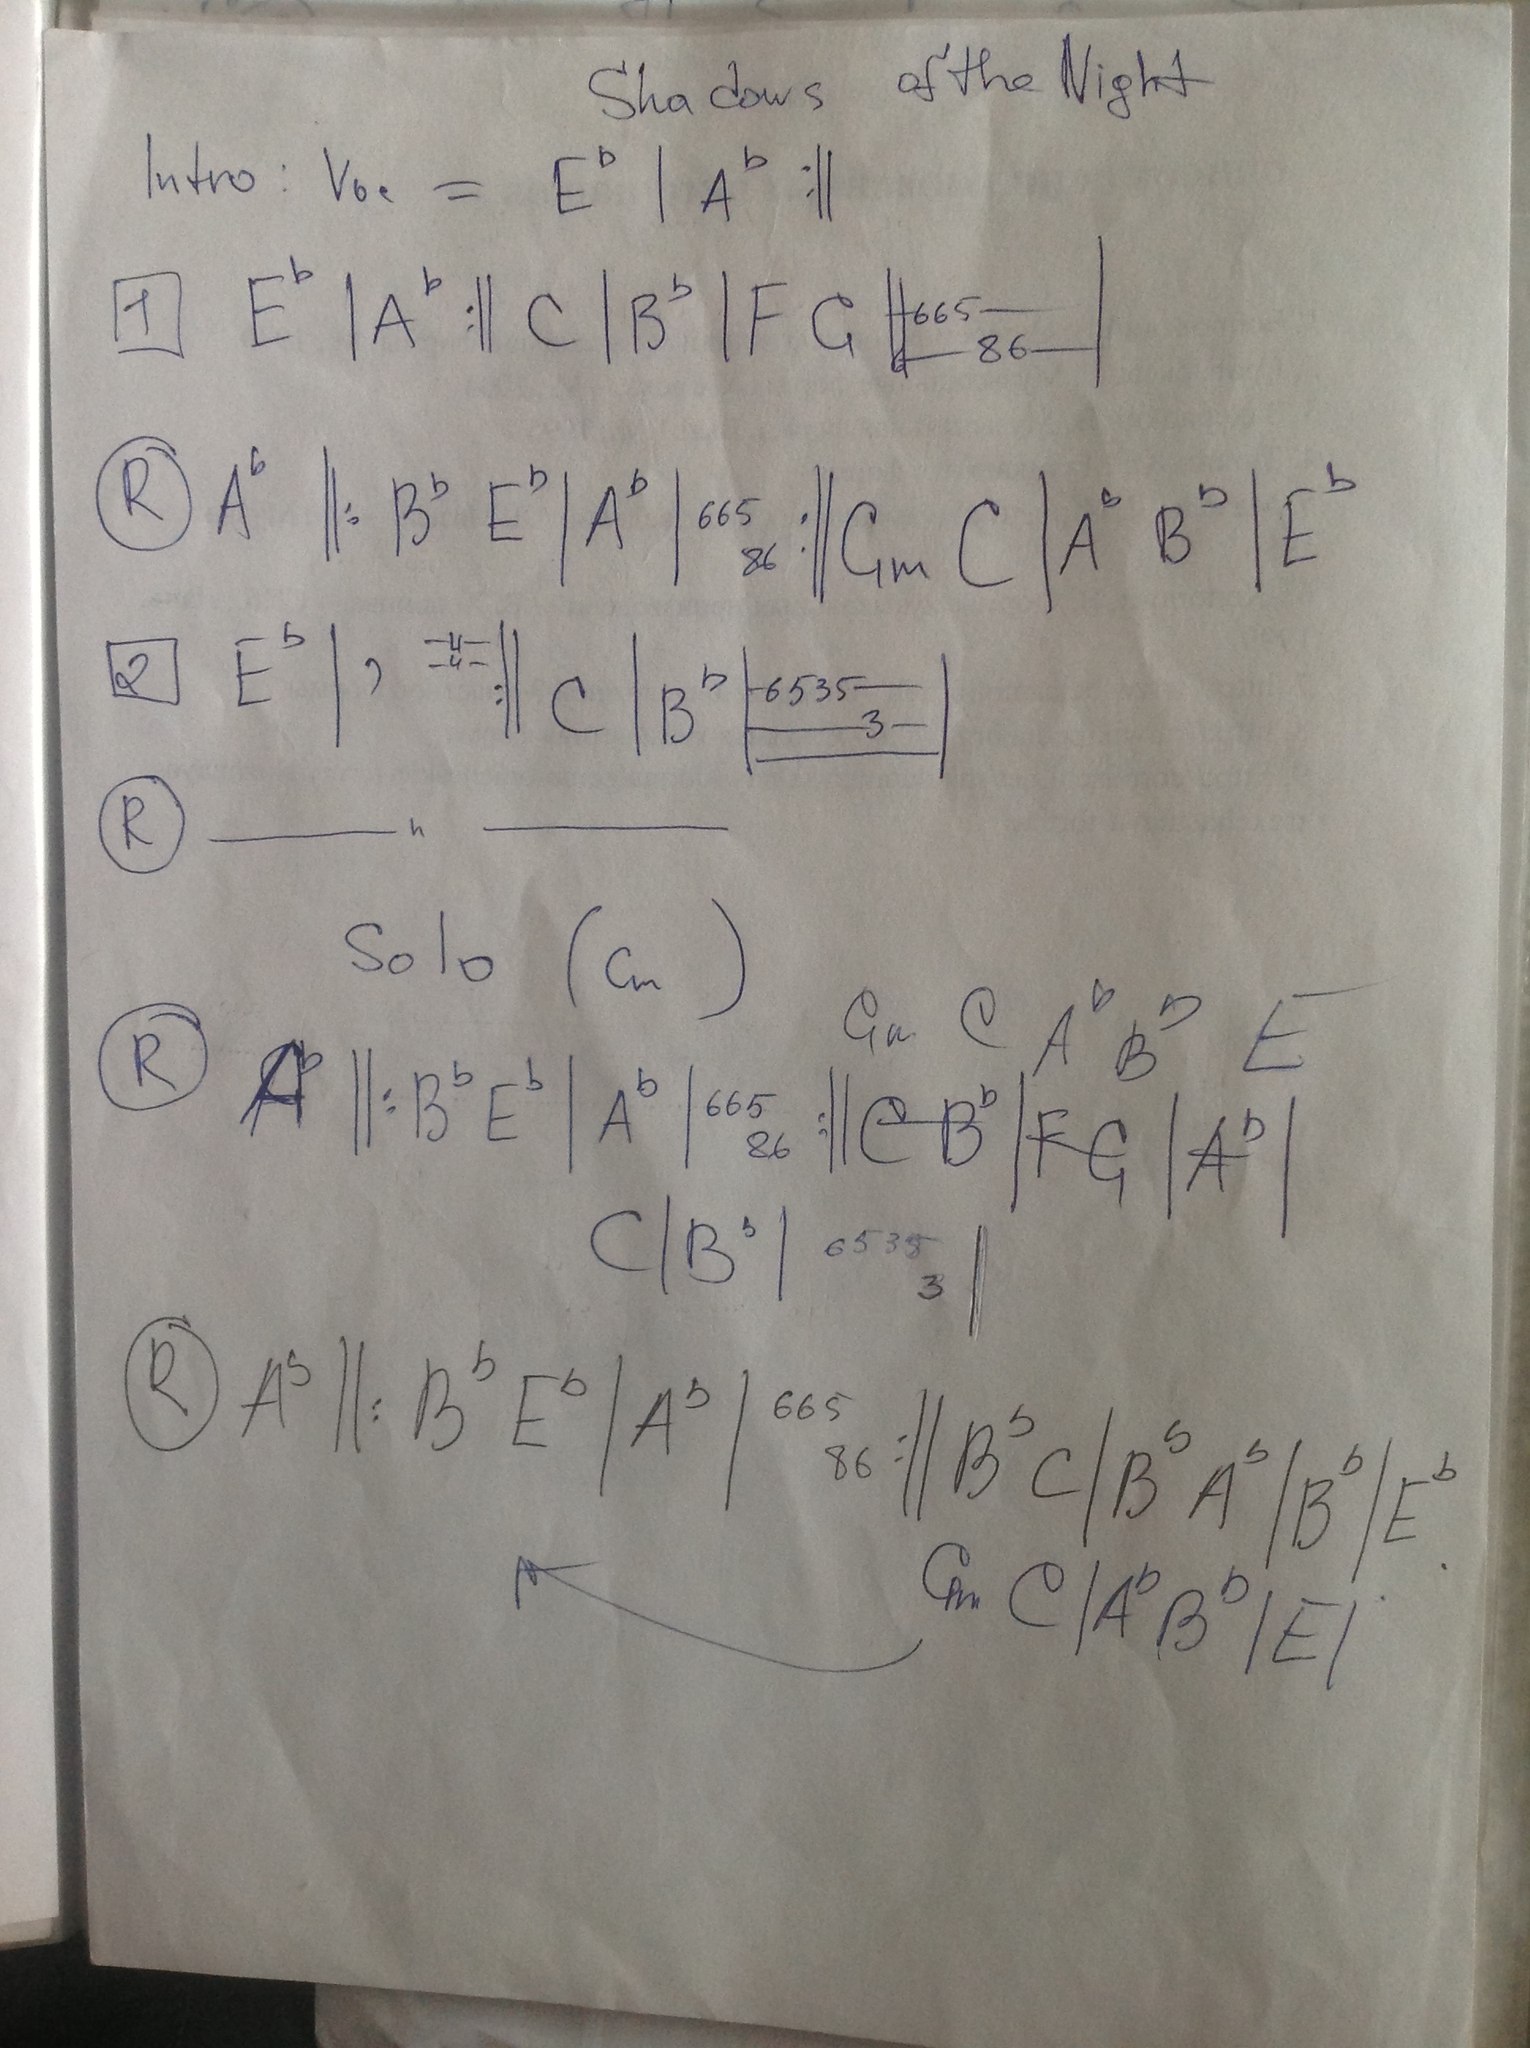 Shadows of the Night
Intro: Voc = E♭ | A♭ :||
1 E♭ | A♭ :|| C | B♭ | F G || 665
86
R A♭ ||: B♭ E♭ | A♭ | 665 :|| Gm C | A♭ B♭ | E♭
86
2 E♭ | , 4 :|| C | B♭ | 6535 |
4 3
R ——— " ———
Solo (Cm)
Gm C A♭ B♭ E
R A♭ ||: B♭ E♭ | A♭ | 665 :|| C B♭ | F G | A♭ |
86
C | B♭ | 6535 ||
3
R A♭ ||: B♭ E♭ | A♭ | 665 :|| B♭ C | B♭ A♭ | B♭ | E♭
86
Gm C | A♭ B♭ | E |